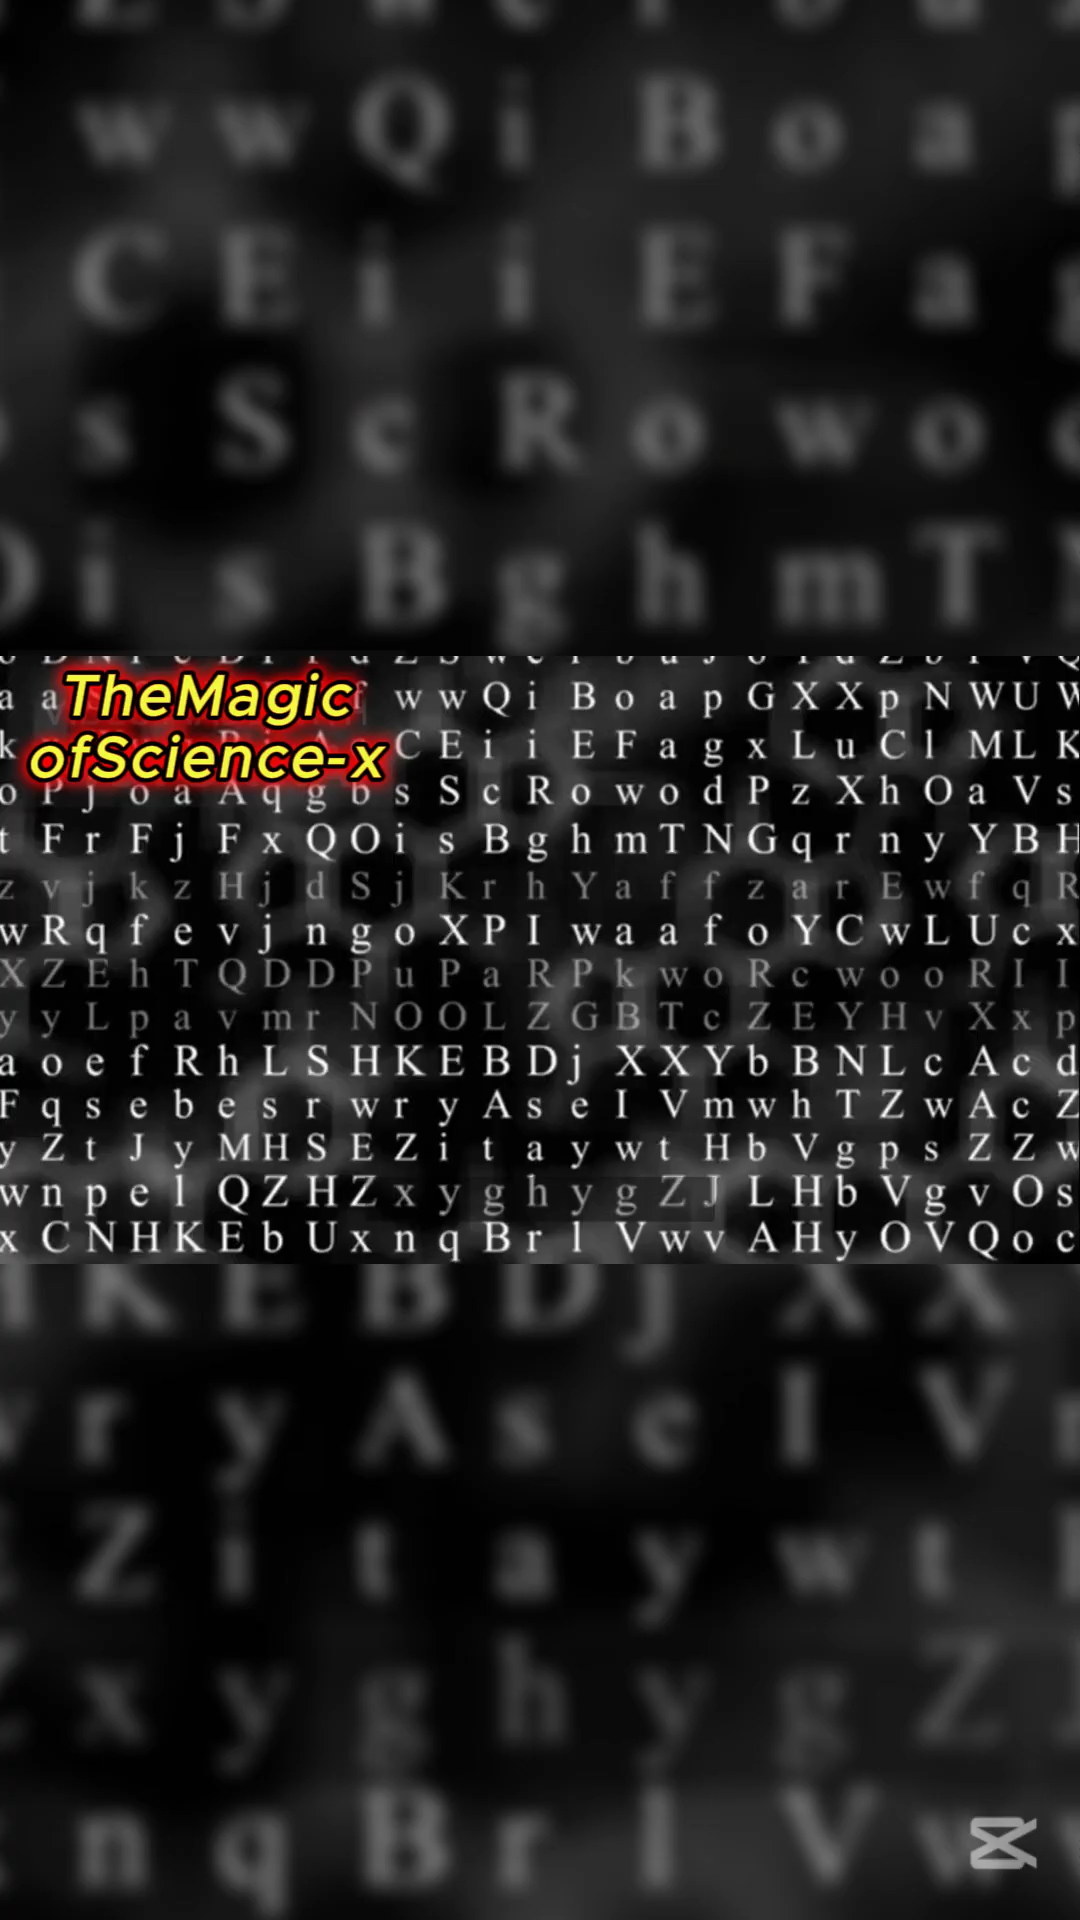 TheMagic
ofScience-x
w w Q i B o a p G X X p N W U W
C E i i E F a g x L u C l M L K
o P j o a A q g b s S c R o w o d P z X h O a V s
t F r F j F x Q O i s B g h m T N G q r n y Y B H
z v j k z H j d S j K r h Y a f f z a r E w f q R
w R q f e v j n g o X P I w a a f o Y C w L U c x
X Z E h T Q D D P u P a R P k w o R c w o o R I I
y y L p a v m r N O O L Z G B T c Z E Y H v X x p
a o e f R h L S H K E B D j X X Y b B N L c A c d
F q s e b e s r w r y A s e I V m w h T Z w A c Z
y Z t J y M H S E Z i t a y w t H b V g p s Z Z w
w n p e l Q Z H Z x y g h y g Z J L H b V g v O s
x C N H K E b U x n q B r l V w v A H y O V Q o c